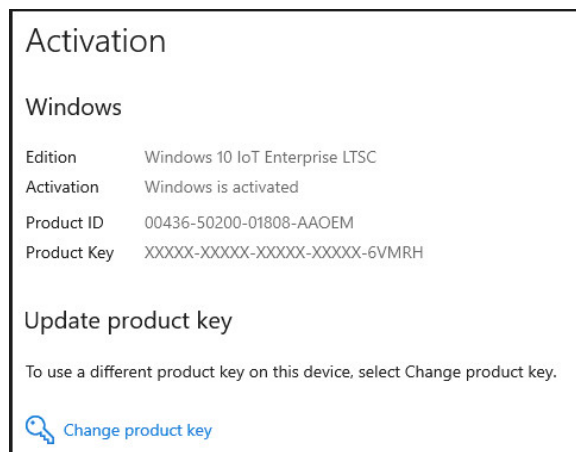 Activation
Windows
Edition Windows 10 IoT Enterprise LTSC
Activation Windows is activated
Product ID 00436-50200-01808-AAOEM
Product Key XXXXX-XXXXX-XXXXX-XXXXX-6VMRH
Update product key
To use a different product key on this device, select Change product key.
Change product key